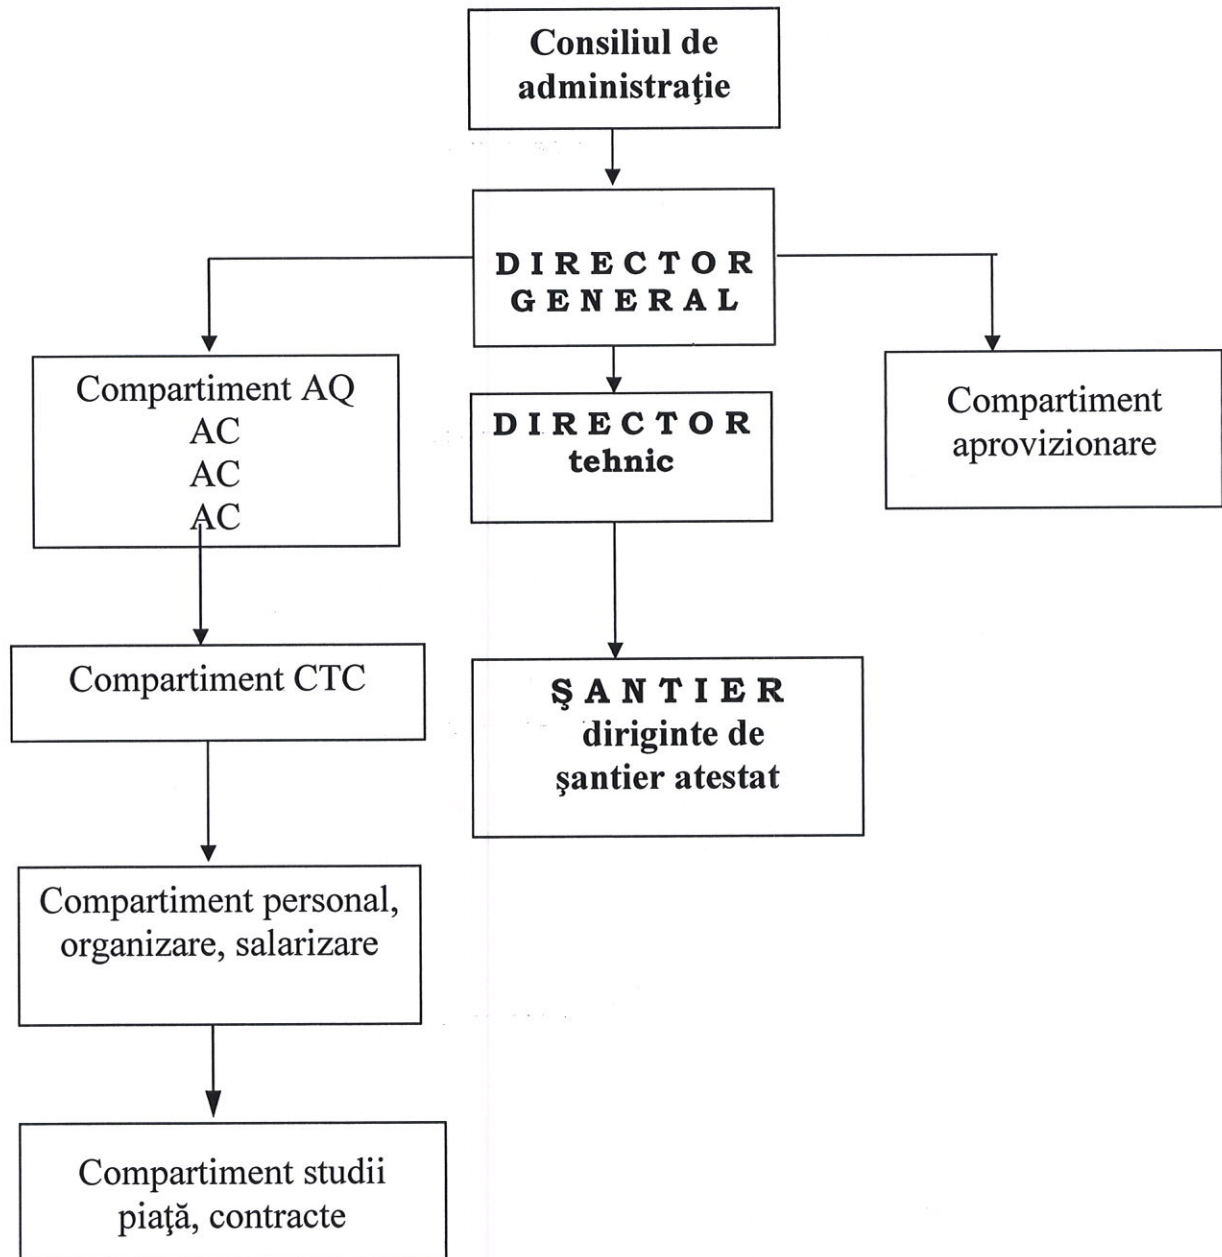 Consiliul de
administraţie
D I R E C T O R
G E N E R A L
Compartiment AQ
AC
AC
AC
D I R E C T O R
tehnic
Compartiment
aprovizionare
Compartiment CTC
Ş A N T I E R
diriginte de
şantier atestat
Compartiment personal,
organizare, salarizare
Compartiment studii
piaţă, contracte